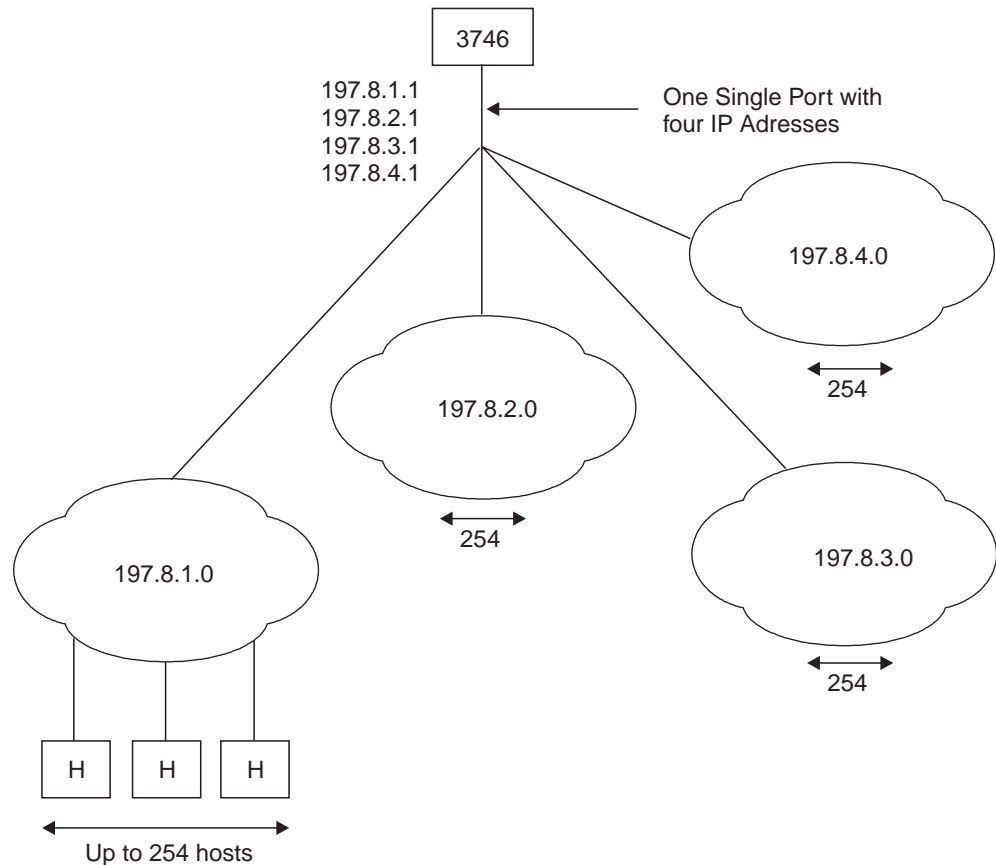 3746
197.8.1.1
197.8.2.1
197.8.3.1
197.8.4.1
One Single Port with
four IP Adresses
197.8.4.0
254
197.8.2.0
254
197.8.3.0
254
197.8.1.0
H
H
H
Up to 254 hosts